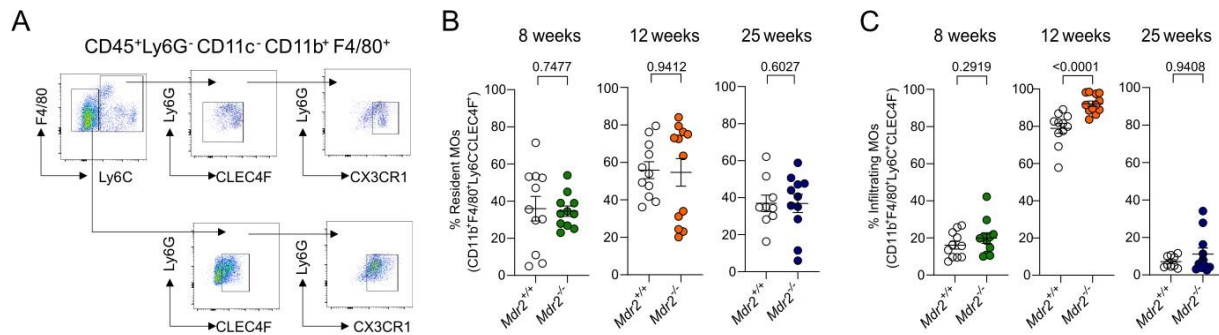 A
CD45+Ly6G- CD11c- CD11b+ F4/80+
F4/80
Ly6C
Ly6G
CLEC4F
Ly6G
CX3CR1
Ly6G
CLEC4F
Ly6G
CX3CR1
B
8 weeks
12 weeks
25 weeks
% Resident MOs
(CD11b+F4/80+Ly6C-CLEC4F+)
0.7477
100
80
60
40
20
0
Mdr2+/+
Mdr2-/-
0.9412
100
80
60
40
20
0
Mdr2+/+
Mdr2-/-
0.6027
100
80
60
40
20
0
Mdr2+/+
Mdr2-/-
C
8 weeks
12 weeks
25 weeks
% Infiltrating MOs
(CD11b+F4/80+Ly6C+CLEC4F-)
0.2919
100
80
60
40
20
0
Mdr2+/+
Mdr2-/-
<0.0001
100
80
60
40
20
0
Mdr2+/+
Mdr2-/-
0.9408
100
80
60
40
20
0
Mdr2+/+
Mdr2-/-